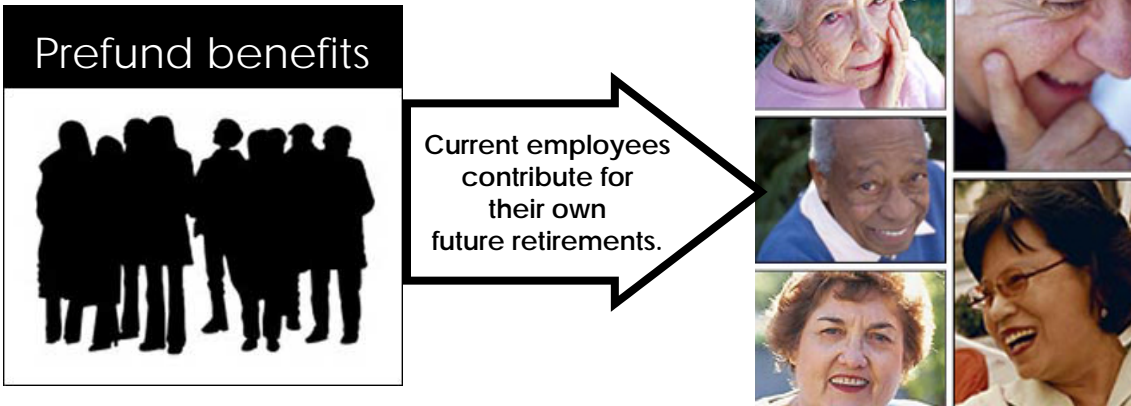 Prefund benefits
Current employees
contribute for
their own
future retirements.